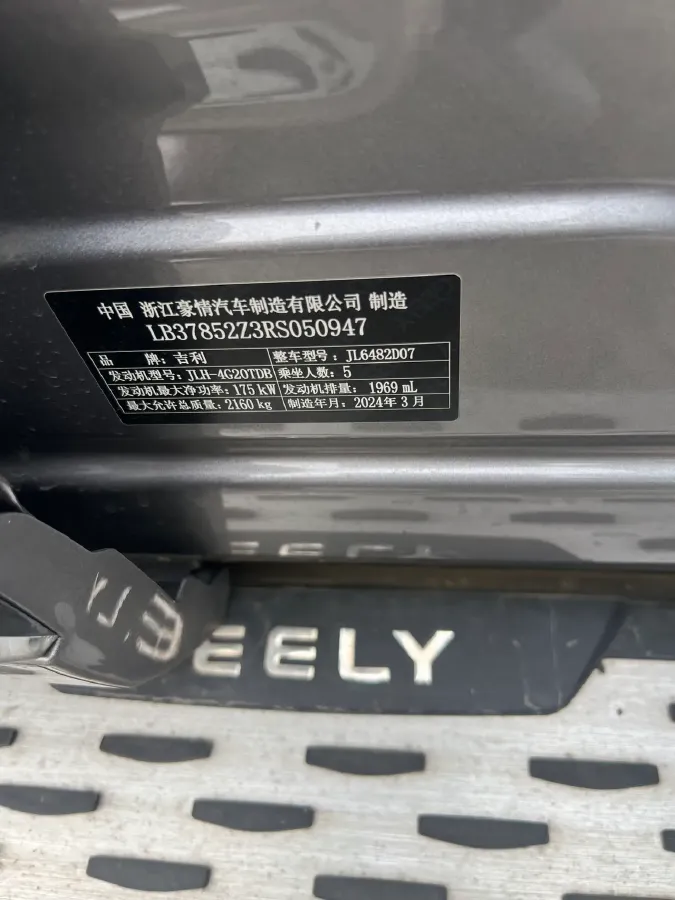 中国 浙江豪情汽车制造有限公司 制造
LB37852Z3RS050947
品 牌:吉利 整车型号:JL6482D07
发动机型号:JLH-4G20TDB 乘坐人数:5
发动机最大净功率:175 kW 发动机排量:1969 mL
最大允许总质量:2160 kg 制造年月:2024年3月
EELY